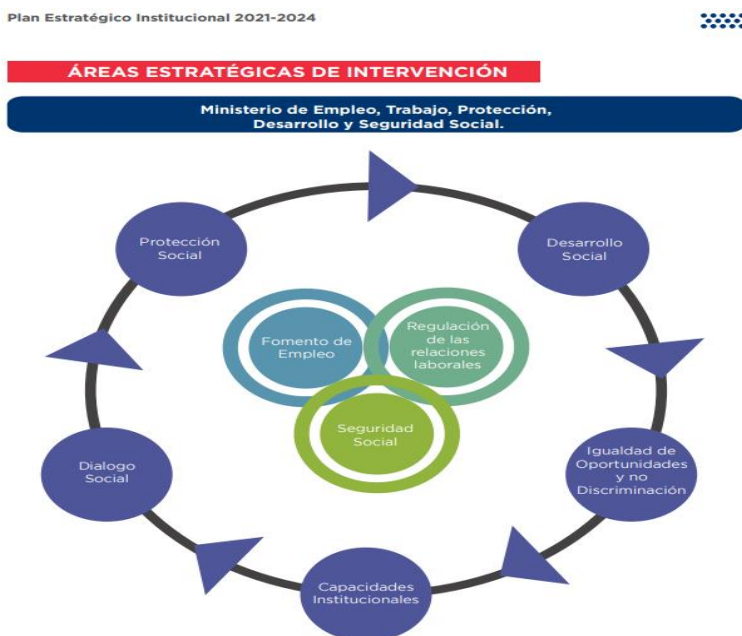 Plan Estratégico Institucional 2021-2024
ÁREAS ESTRATÉGICAS DE INTERVENCIÓN
Ministerio de Empleo, Trabajo, Protección,
Desarrollo y Seguridad Social.
Protección
Social
Desarrollo
Social
Fomento de
Empleo
Regulación
de las
relaciones
laborales
Seguridad
Social
Dialogo
Social
Igualdad de
Oportunidades
y no
Discriminación
Capacidades
Institucionales